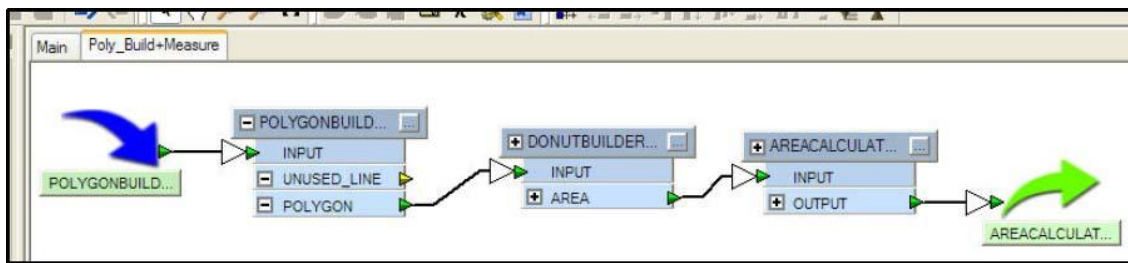 Main Poly_Build+Measure
POLYGONBUILD...
POLYGONBUILD... ...
INPUT
UNUSED_LINE
POLYGON
DONUTBUILDER... ...
INPUT
AREA
AREACALCULAT... ...
INPUT
OUTPUT
AREACALCULAT...